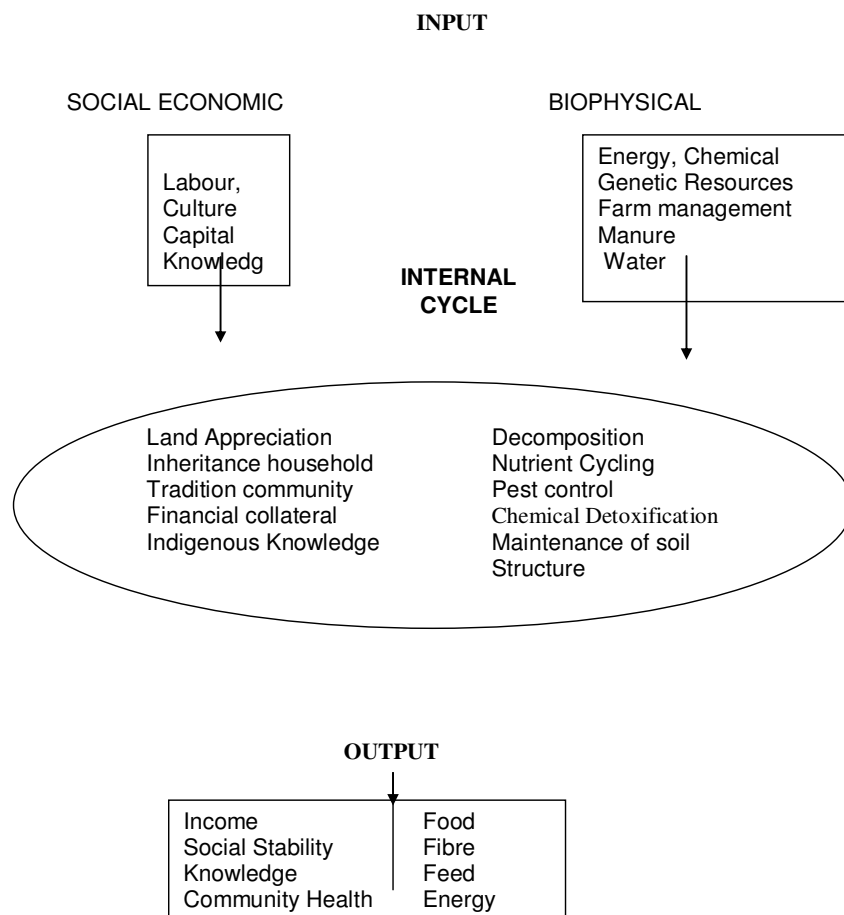 INPUT
SOCIAL ECONOMIC
BIOPHYSICAL
Labour,
Culture
Capital
Knowledg
Energy, Chemical
Genetic Resources
Farm management
Manure
Water
INTERNAL
CYCLE
Land Appreciation
Inheritance household
Tradition community
Financial collateral
Indigenous Knowledge
Decomposition
Nutrient Cycling
Pest control
Chemical Detoxification
Maintenance of soil
Structure
OUTPUT
Income
Social Stability
Knowledge
Community Health
Food
Fibre
Feed
Energy